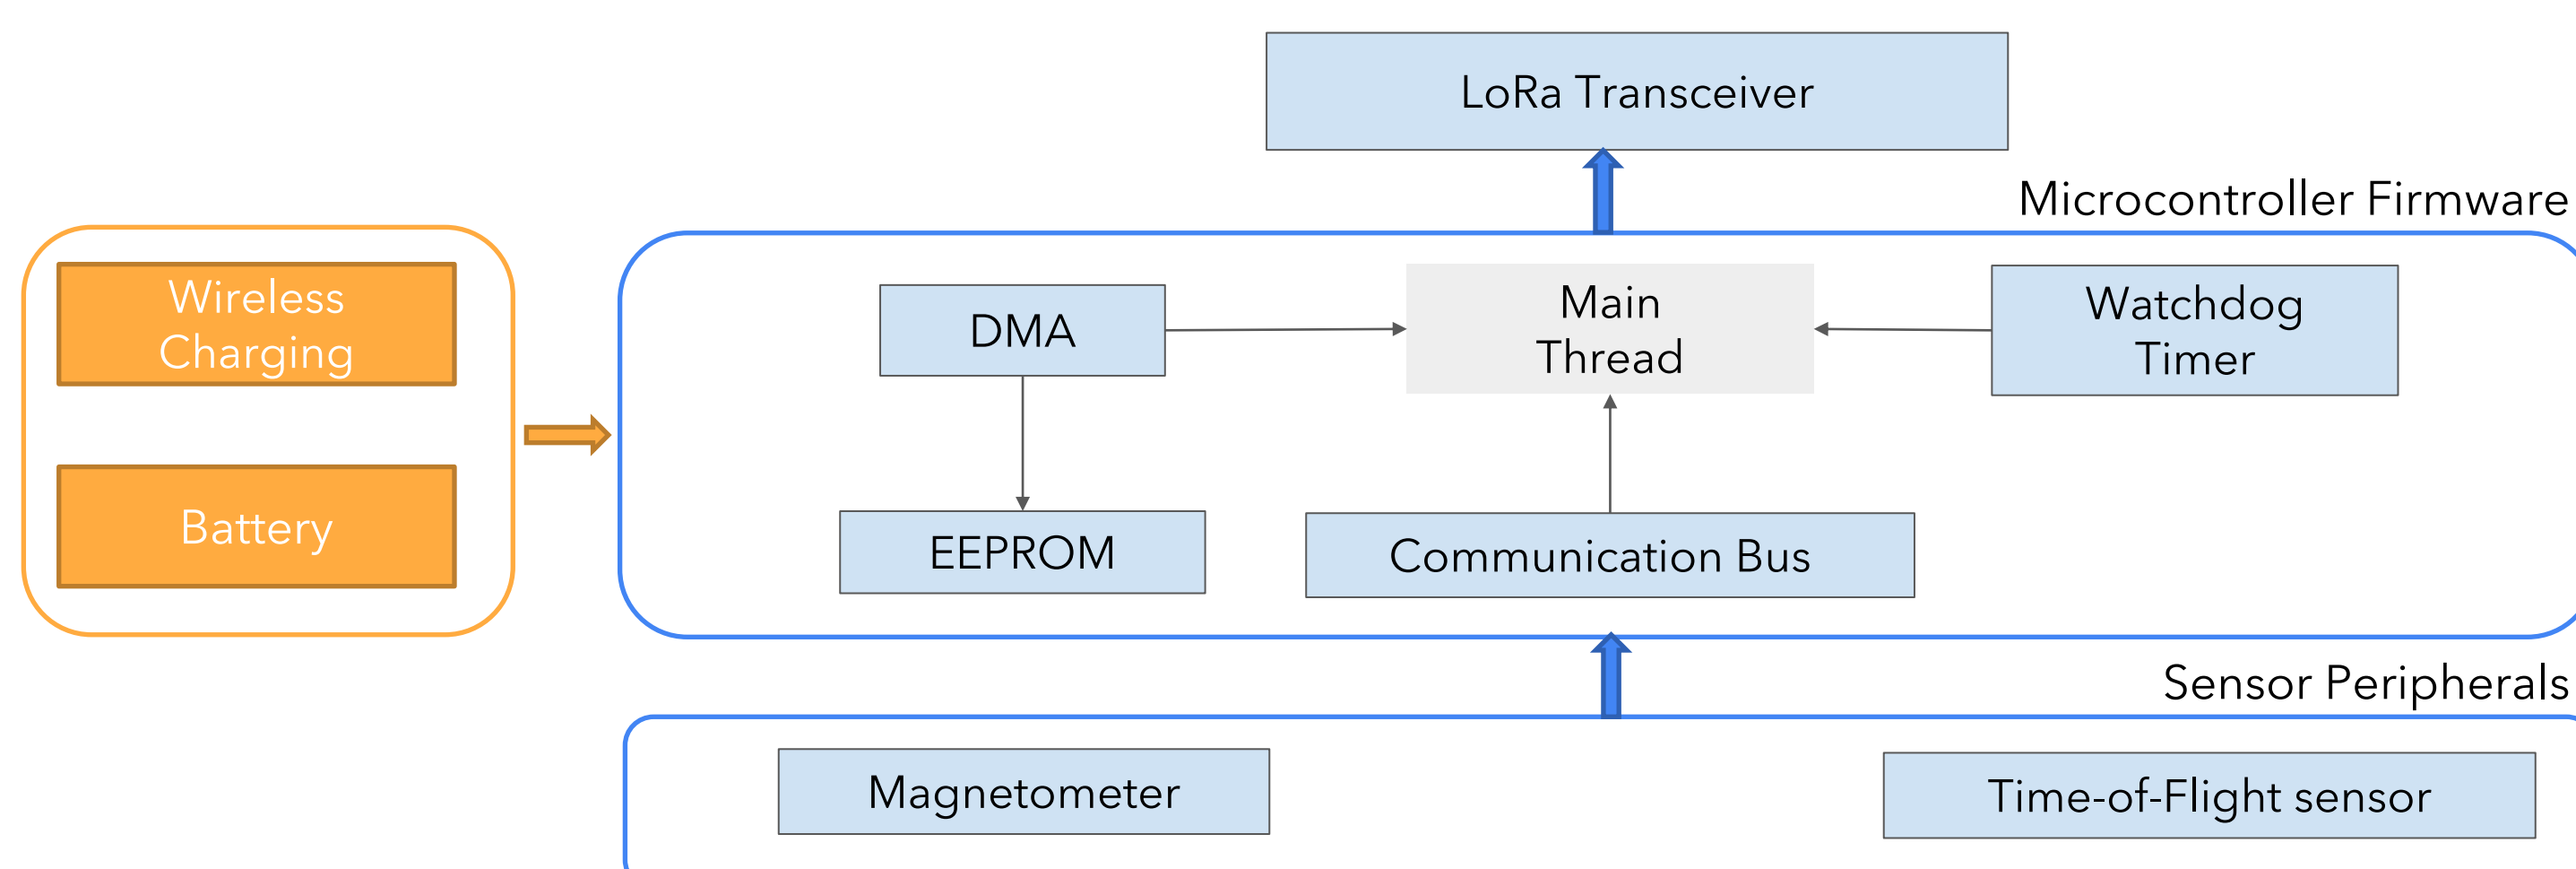 LoRa Transceiver
Microcontroller Firmware
Wireless
Charging
Battery
DMA
Main
Thread
Watchdog
Timer
EEPROM
Communication Bus
Sensor Peripherals
Magnetometer
Time-of-Flight sensor